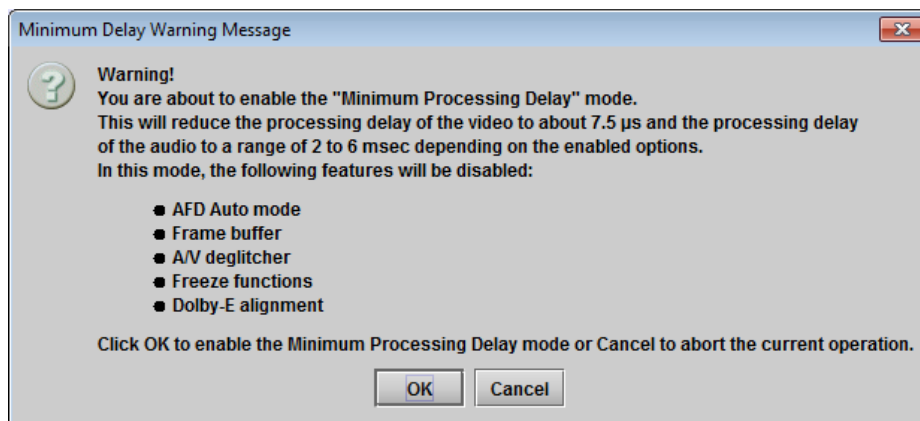 Minimum Delay Warning Message
Warning!
You are about to enable the "Minimum Processing Delay" mode.
This will reduce the processing delay of the video to about 7.5 µs and the processing delay
of the audio to a range of 2 to 6 msec depending on the enabled options.
In this mode, the following features will be disabled:
● AFD Auto mode
● Frame buffer
● A/V deglitcher
● Freeze functions
● Dolby-E alignment
Click OK to enable the Minimum Processing Delay mode or Cancel to abort the current operation.
OK Cancel